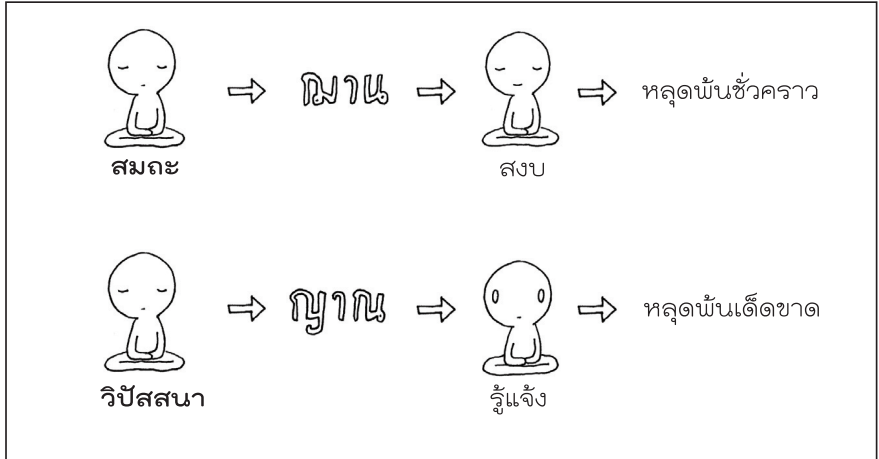 ฌาน
หลุดพ้นชั่วคราว
สมถะ
สงบ
ญาณ
หลุดพ้นเด็ดขาด
วิปัสสนา
รู้แจ้ง